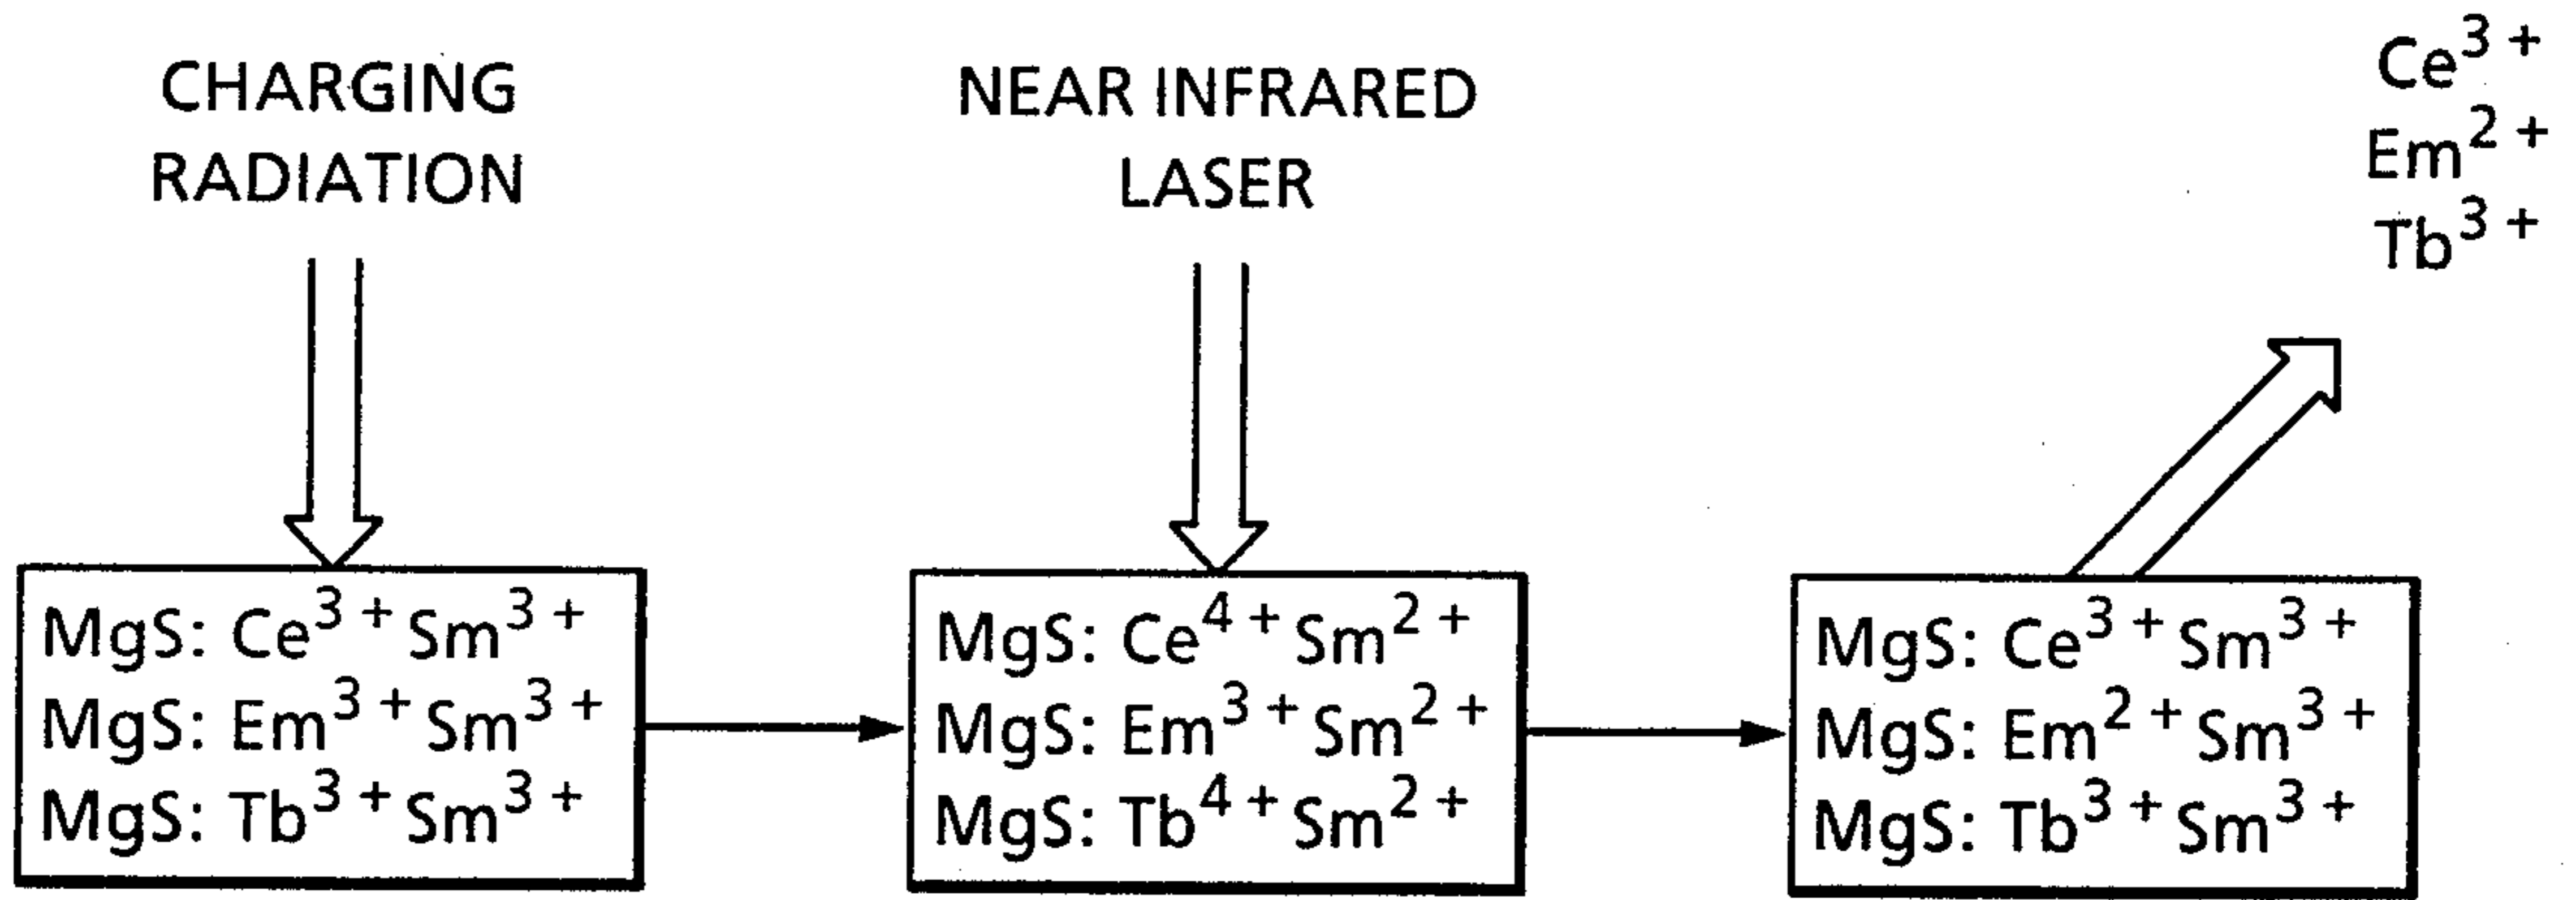 CHARGING
RADIATION
NEAR INFRARED
LASER
Ce³⁺
Em²⁺
Tb³⁺
MgS: Ce³⁺ Sm³⁺
MgS: Em³⁺ Sm³⁺
MgS: Tb³⁺ Sm³⁺
MgS: Ce⁴⁺ Sm²⁺
MgS: Em³⁺ Sm²⁺
MgS: Tb⁴⁺ Sm²⁺
MgS: Ce³⁺ Sm³⁺
MgS: Em²⁺ Sm³⁺
MgS: Tb³⁺ Sm³⁺